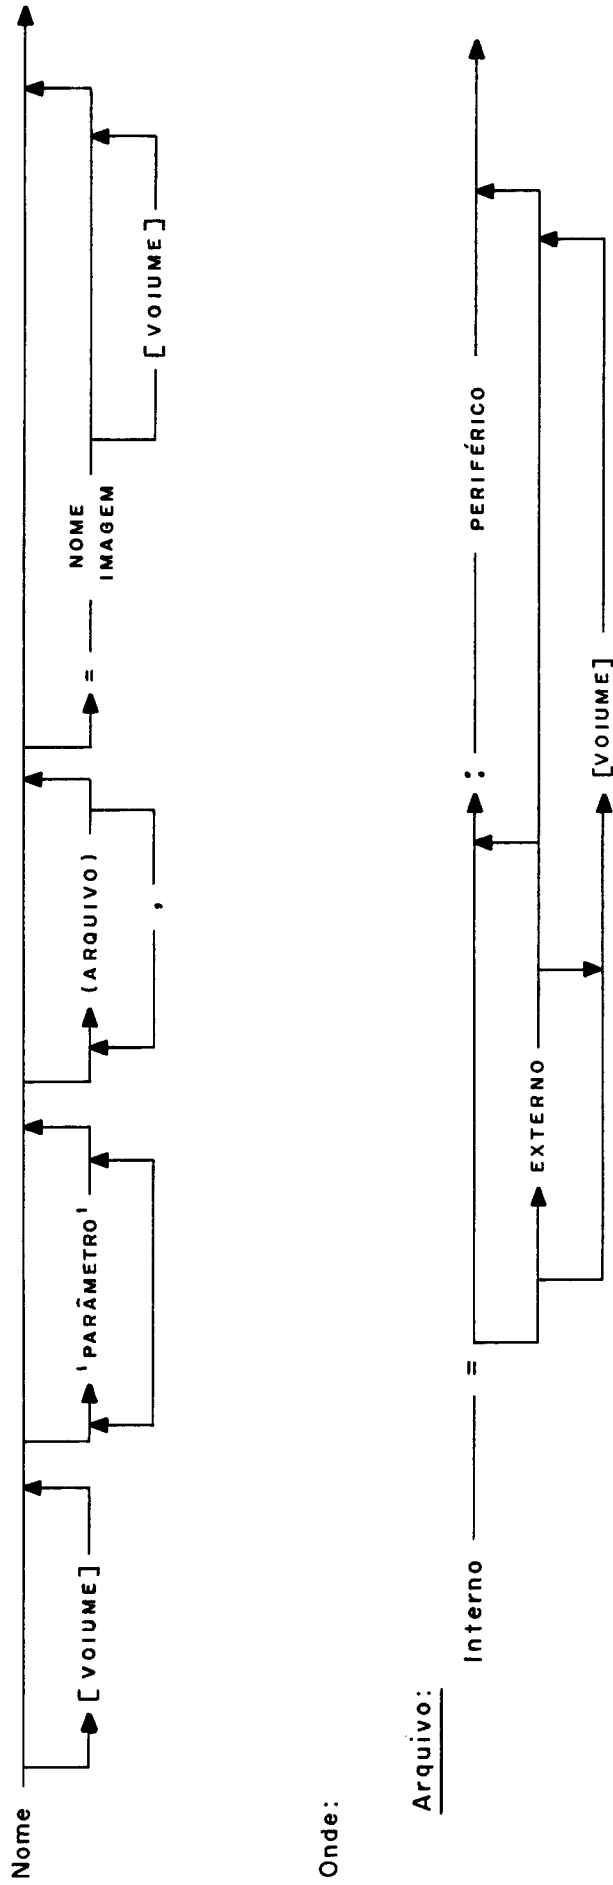 Nome
[VOIUME]
'PARÂMETRO'
(ARQUIVO)
,
=
NOME
IMAGEM
[VOIUME]
Onde:
Arquivo:
Interno
=
EXTERNO
[VOIUME]
:
PERIFÉRICO